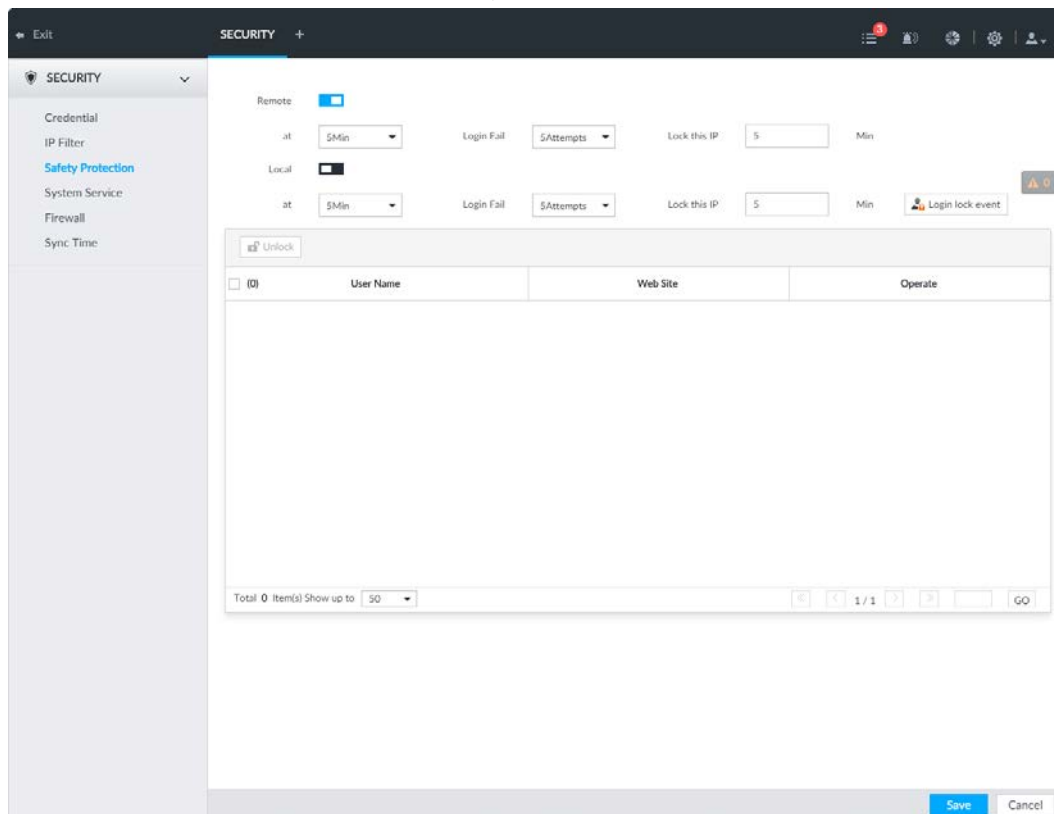 Exit
SECURITY +
3
SECURITY
Credential
IP Filter
Safety Protection
System Service
Firewall
Sync Time
Remote
at 5Min Login Fail 5Attempts Lock this IP 5 Min
Local
0
at 5Min Login Fail 5Attempts Lock this IP 5 Min Login lock event
Unlock
(0) User Name Web Site Operate
Total 0 Item(s) Show up to 50 1 / 1 GO
Save Cancel